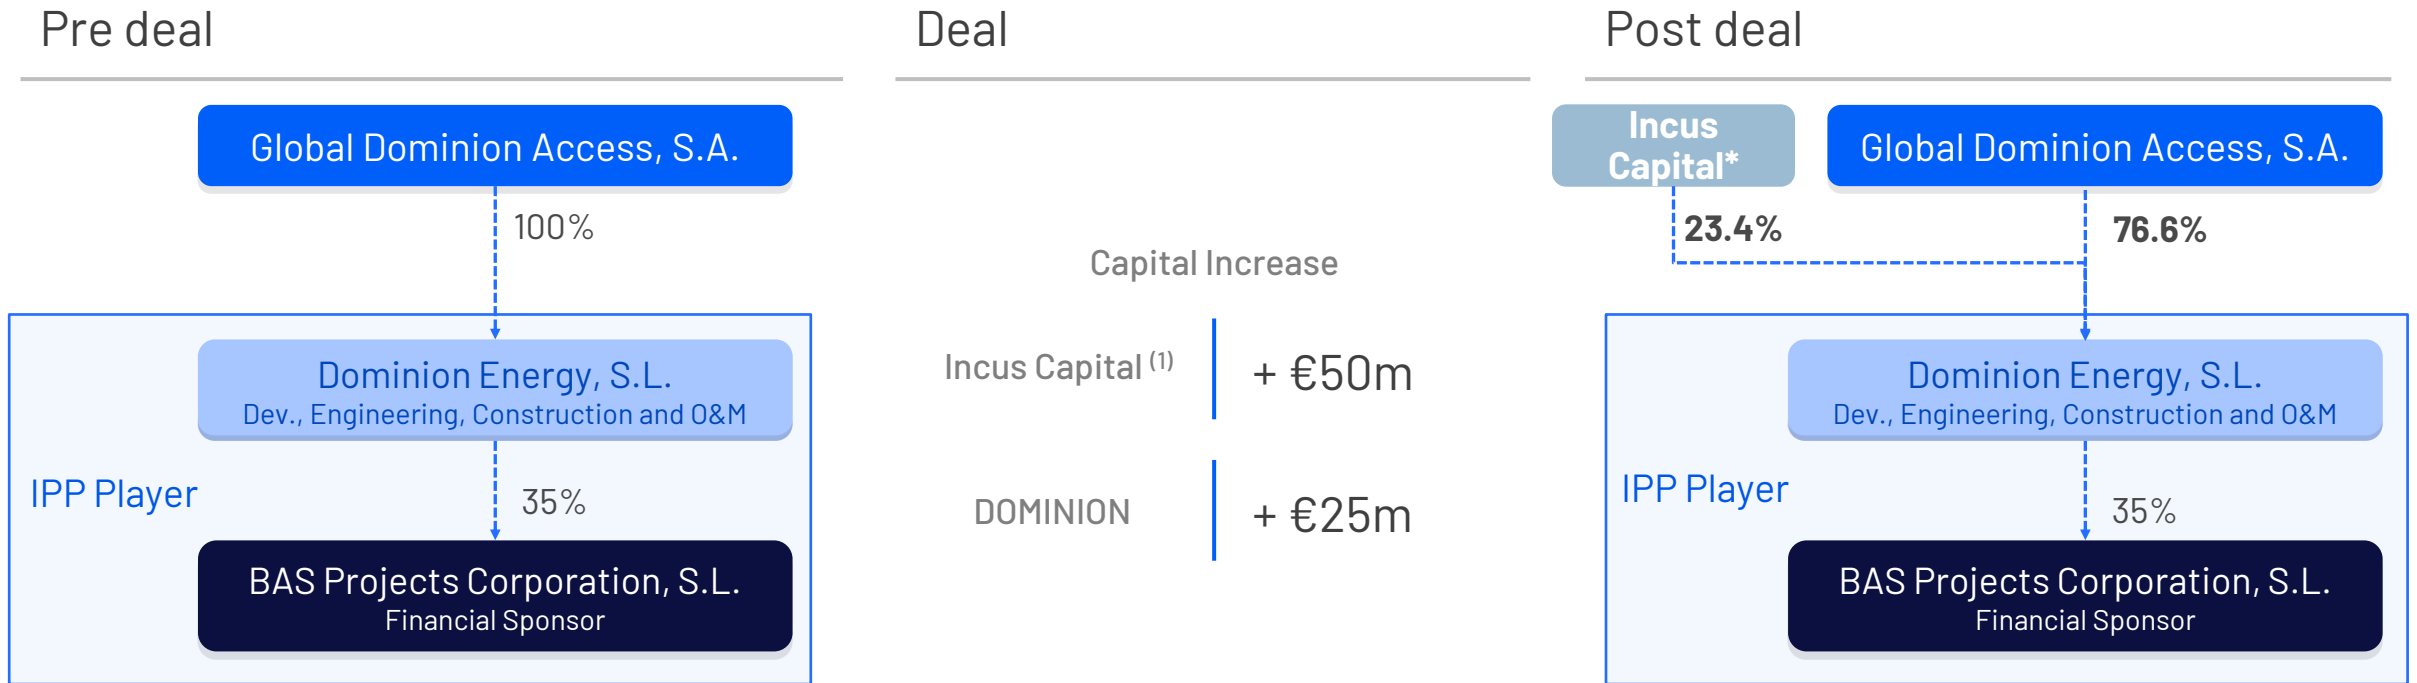 Pre deal
Global Dominion Access, S.A.
100%
Dominion Energy, S.L.
Dev., Engineering, Construction and O&M
IPP Player
35%
BAS Projects Corporation, S.L.
Financial Sponsor
Deal
Capital Increase
Incus Capital (1)
+ €50m
DOMINION
+ €25m
Post deal
Incus
Capital*
Global Dominion Access, S.A.
23.4%
76.6%
Dominion Energy, S.L.
Dev., Engineering, Construction and O&M
IPP Player
35%
BAS Projects Corporation, S.L.
Financial Sponsor